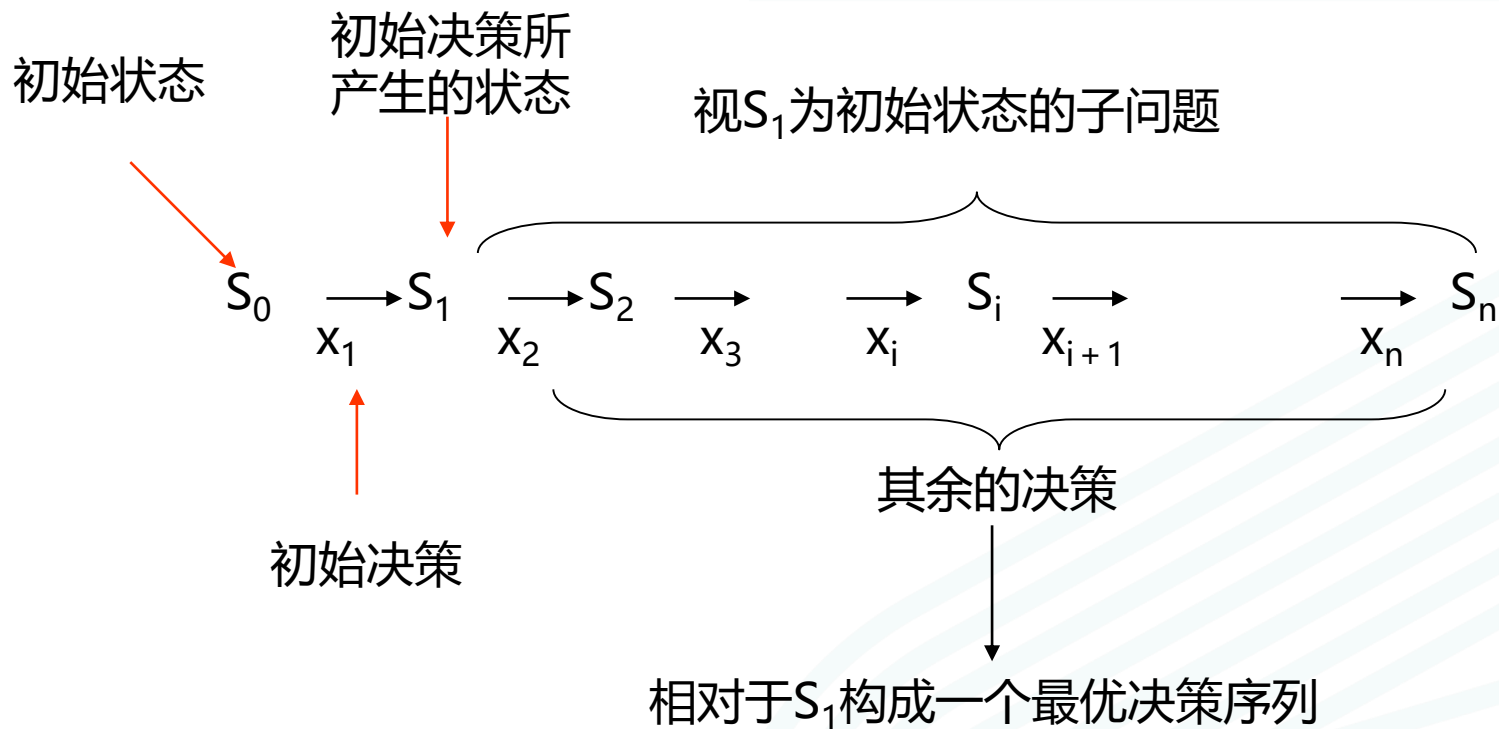 初始状态
初始决策所
产生的状态
视S₁为初始状态的子问题
S₀ S₁ S₂ Sᵢ Sₙ
x₁ x₂ x₃ xᵢ xᵢ₊₁ xₙ
其余的决策
初始决策
相对于S₁构成一个最优决策序列